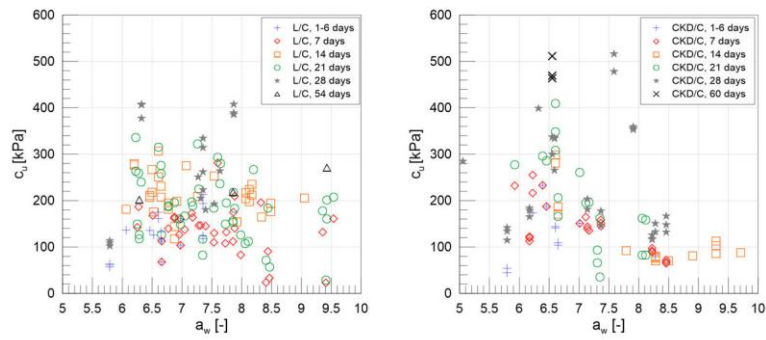 600
500
400
300
200
100
0
c_u [kPa]
L/C, 1-6 days
L/C, 7 days
L/C, 14 days
L/C, 21 days
L/C, 28 days
L/C, 54 days
5 5.5 6 6.5 7 7.5 8 8.5 9 9.5 10
a_w [-]
600
500
400
300
200
100
0
c_u [kPa]
CKD/C, 1-6 days
CKD/C, 7 days
CKD/C, 14 days
CKD/C, 21 days
CKD/C, 28 days
CKD/C, 60 days
5 5.5 6 6.5 7 7.5 8 8.5 9 9.5 10
a_w [-]